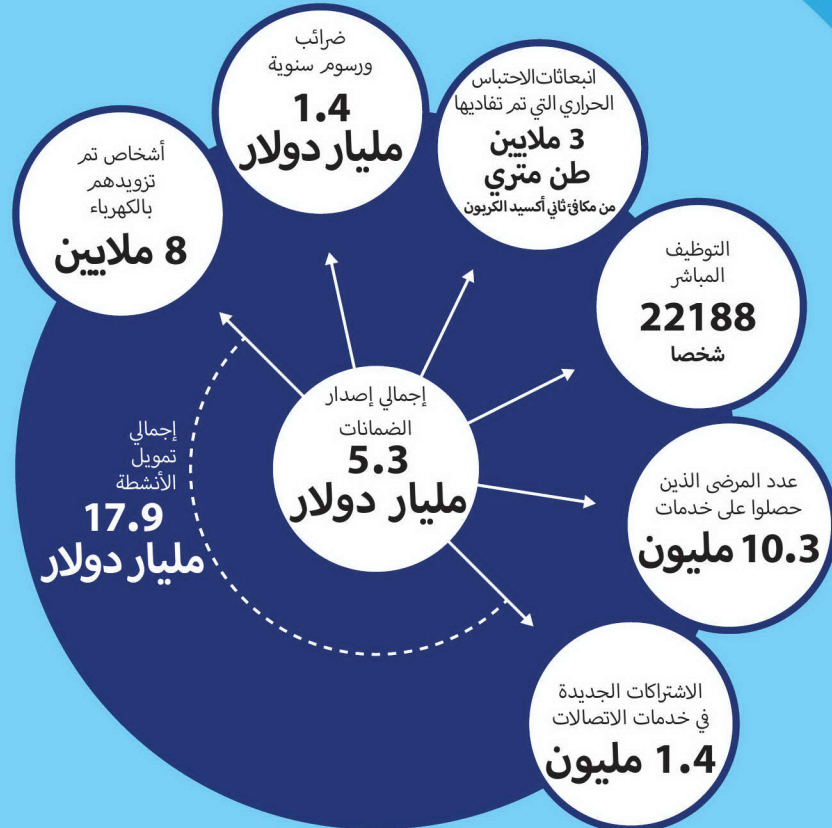 ضرائب
ورسوم سنوية
1.4
مليار دولار
انبعاثات الاحتباس
الحراري التي تم تفاديها
3 ملايين
طن متري
من مكافئ ثاني أكسيد الكربون
أشخاص تم
تزويدهم
بالكهرباء
8 ملايين
التوظيف
المباشر
22188
شخصا
إجمالي إصدار
الضمانات
5.3
مليار دولار
إجمالي
تمويل
الأنشطة
17.9
مليار دولار
عدد المرضى الذين
حصلوا على خدمات
10.3 مليون
الاشتراكات الجديدة
في خدمات الاتصالات
1.4 مليون